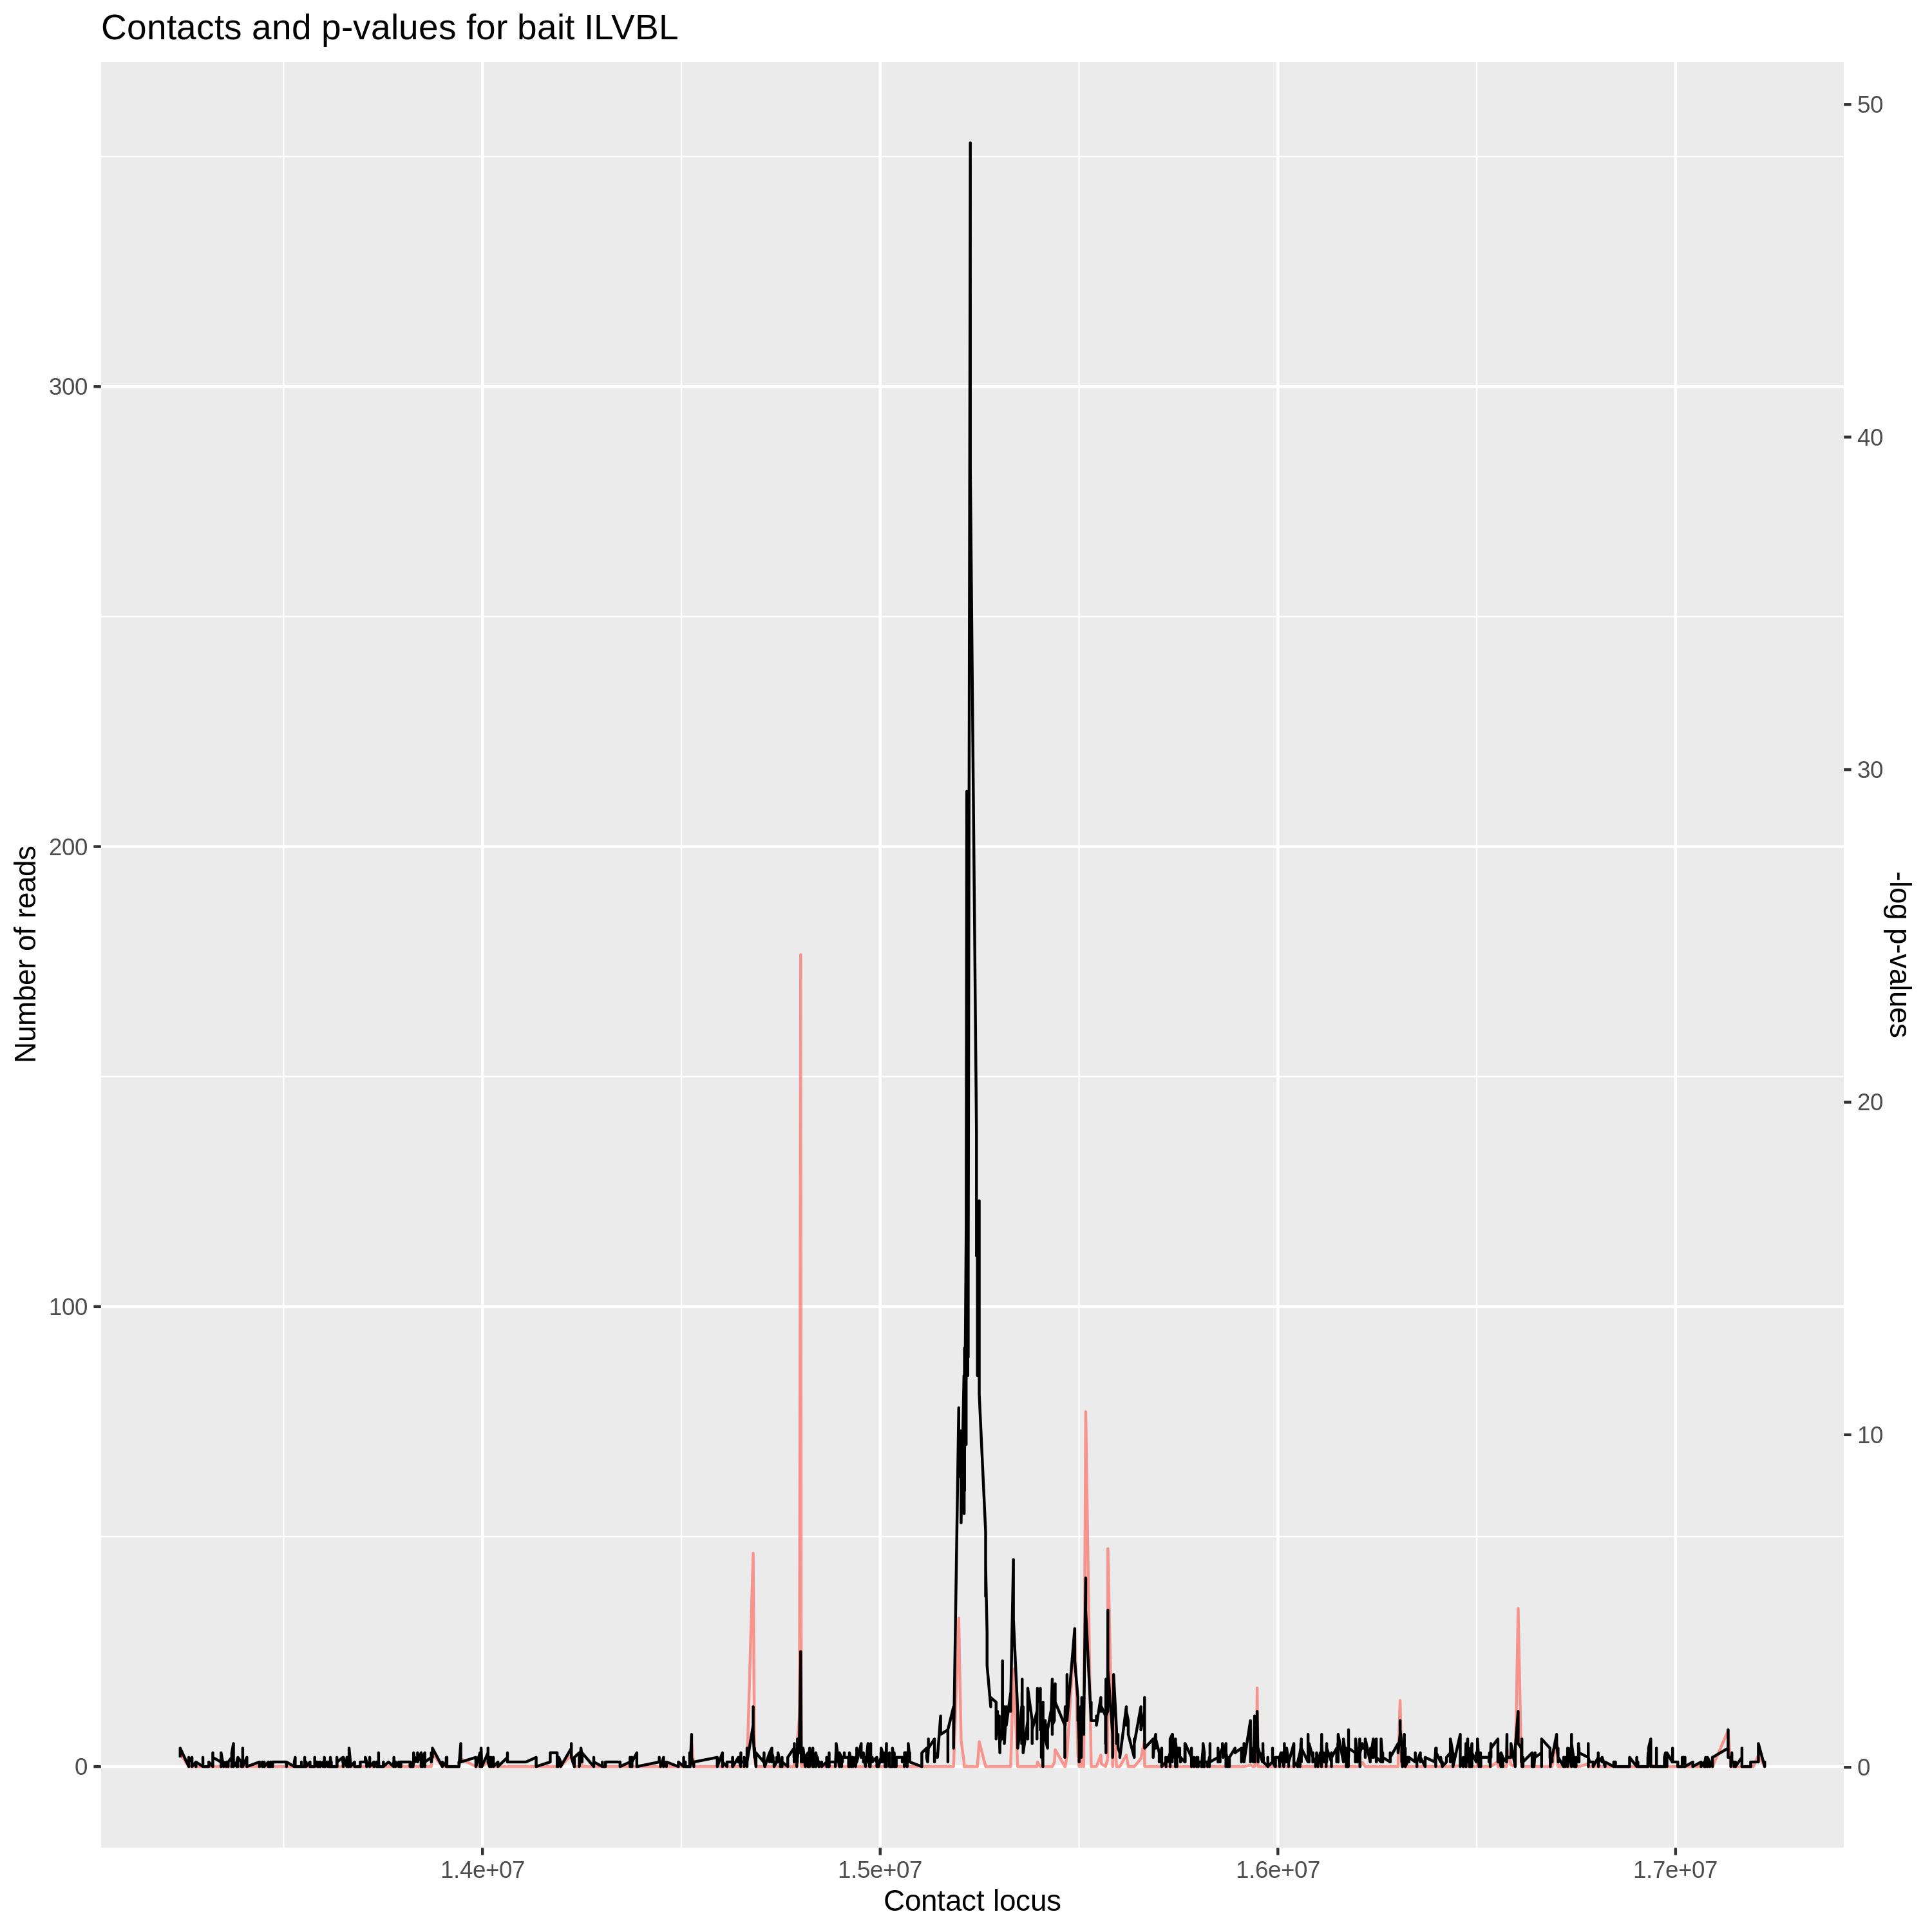 Contacts and p-values for bait ILVBL
Number of reads
300
200
100
0
50
40
30
20
10
0
-log p-values
1.4e+07
1.5e+07
1.6e+07
1.7e+07
Contact locus